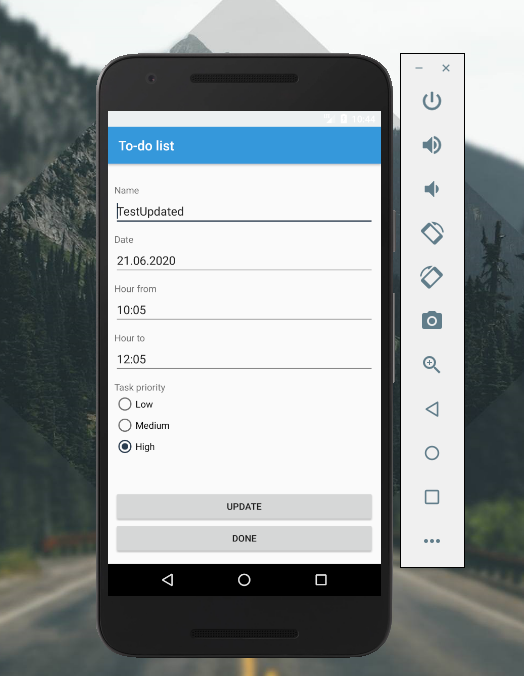 10:44
To-do list
Name
TestUpdated
Date
21.06.2020
Hour from
10:05
Hour to
12:05
Task priority
Low
Medium
High
UPDATE
DONE